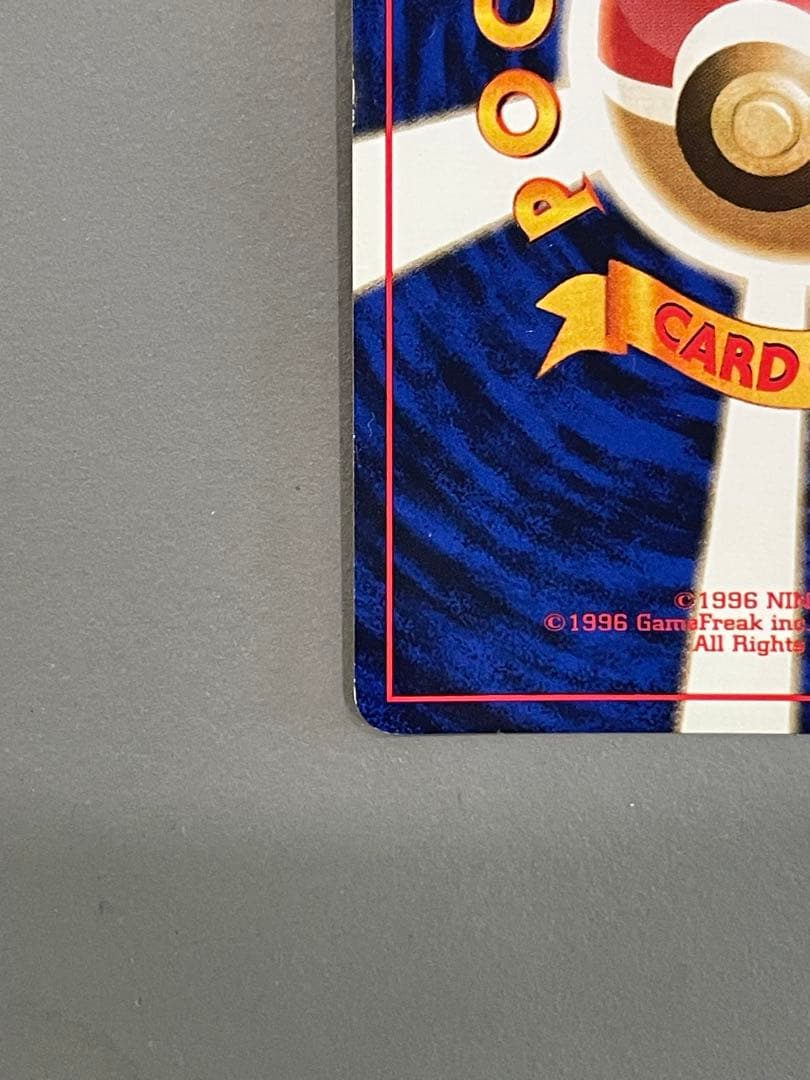 POC
CARD
©1996 NIN
©1996 GameFreak inc
All Rights